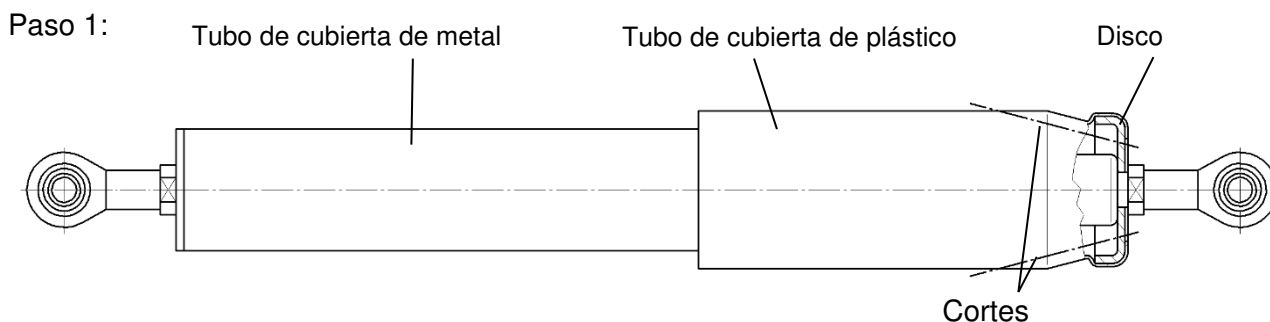 Paso 1:
Tubo de cubierta de metal
Tubo de cubierta de plástico
Disco
Cortes